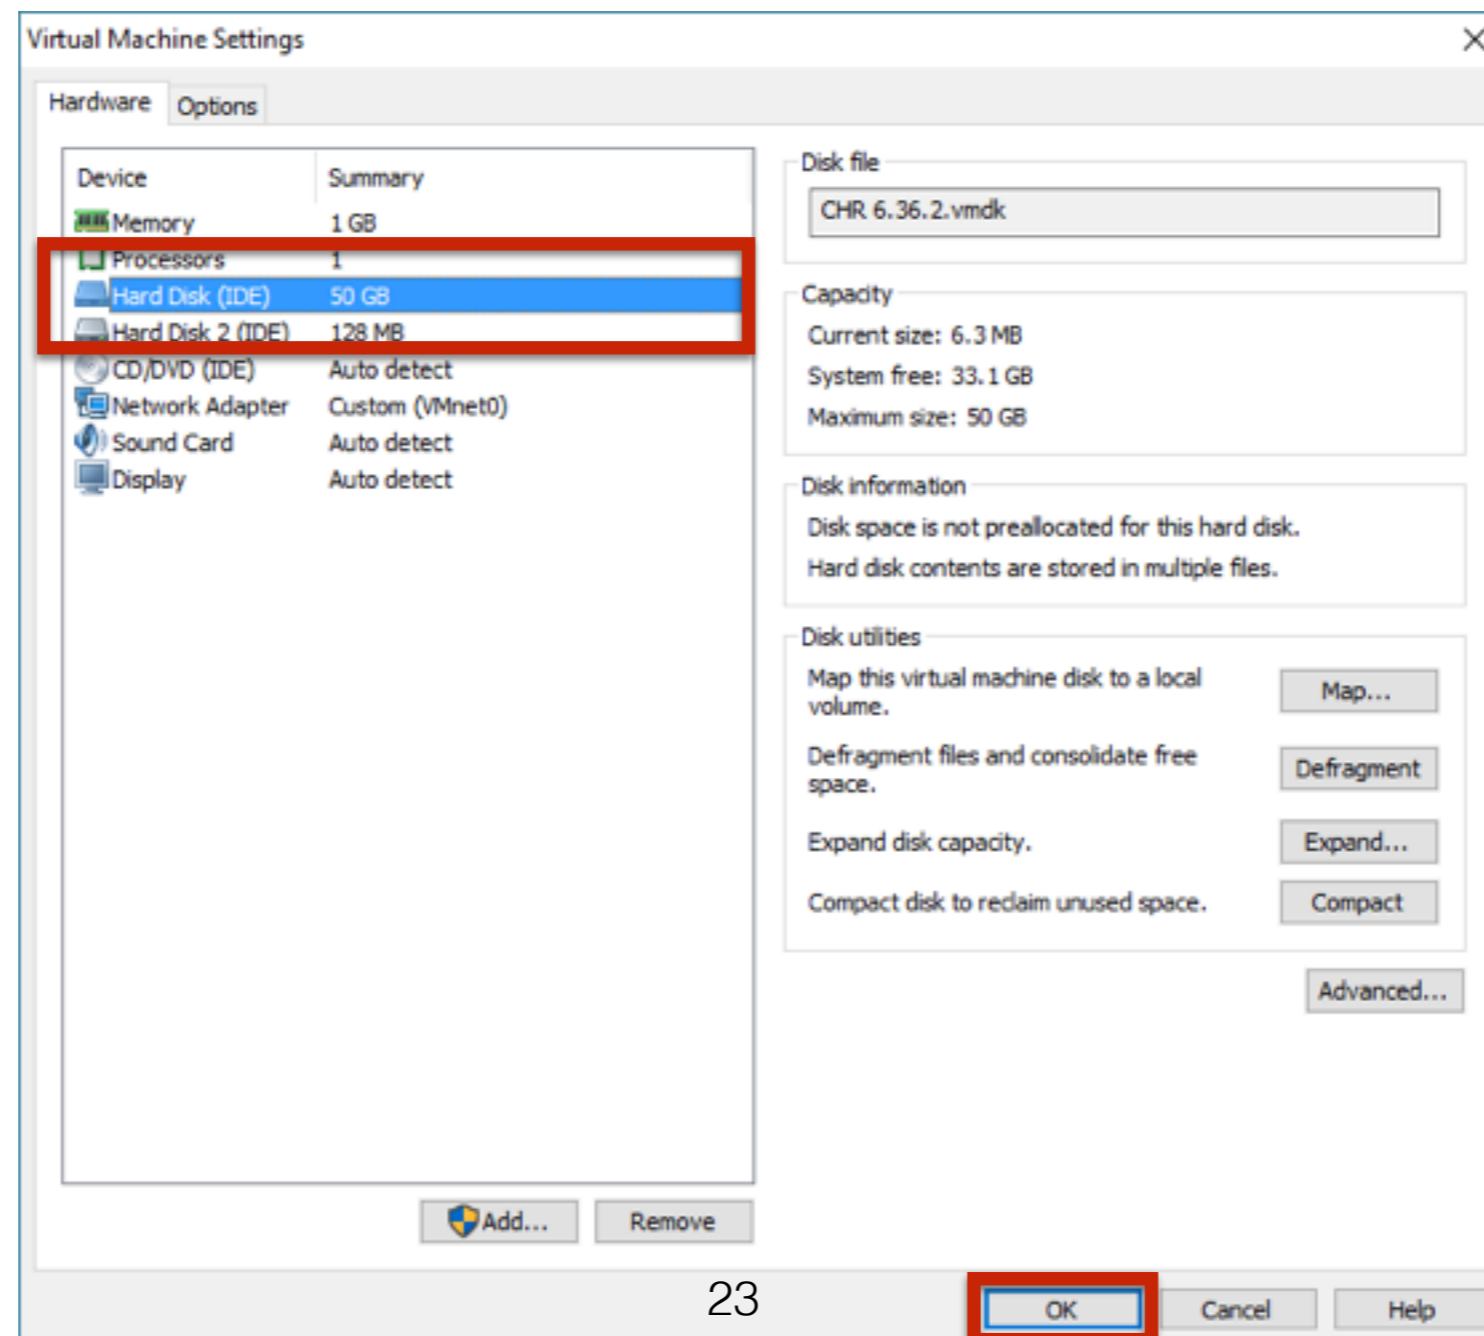 Virtual Machine Settings
Hardware Options
Device Summary
Memory 1 GB
Processors 1
Hard Disk (IDE) 50 GB
Hard Disk 2 (IDE) 128 MB
CD/DVD (IDE) Auto detect
Network Adapter Custom (VMnet0)
Sound Card Auto detect
Display Auto detect
Add... Remove
Disk file
CHR 6.36.2.vmdk
Capacity
Current size: 6.3 MB
System free: 33.1 GB
Maximum size: 50 GB
Disk information
Disk space is not preallocated for this hard disk.
Hard disk contents are stored in multiple files.
Disk utilities
Map this virtual machine disk to a local
volume.
Map...
Defragment files and consolidate free
space.
Defragment
Expand disk capacity.
Expand...
Compact disk to reclaim unused space.
Compact
Advanced...
23
OK Cancel Help